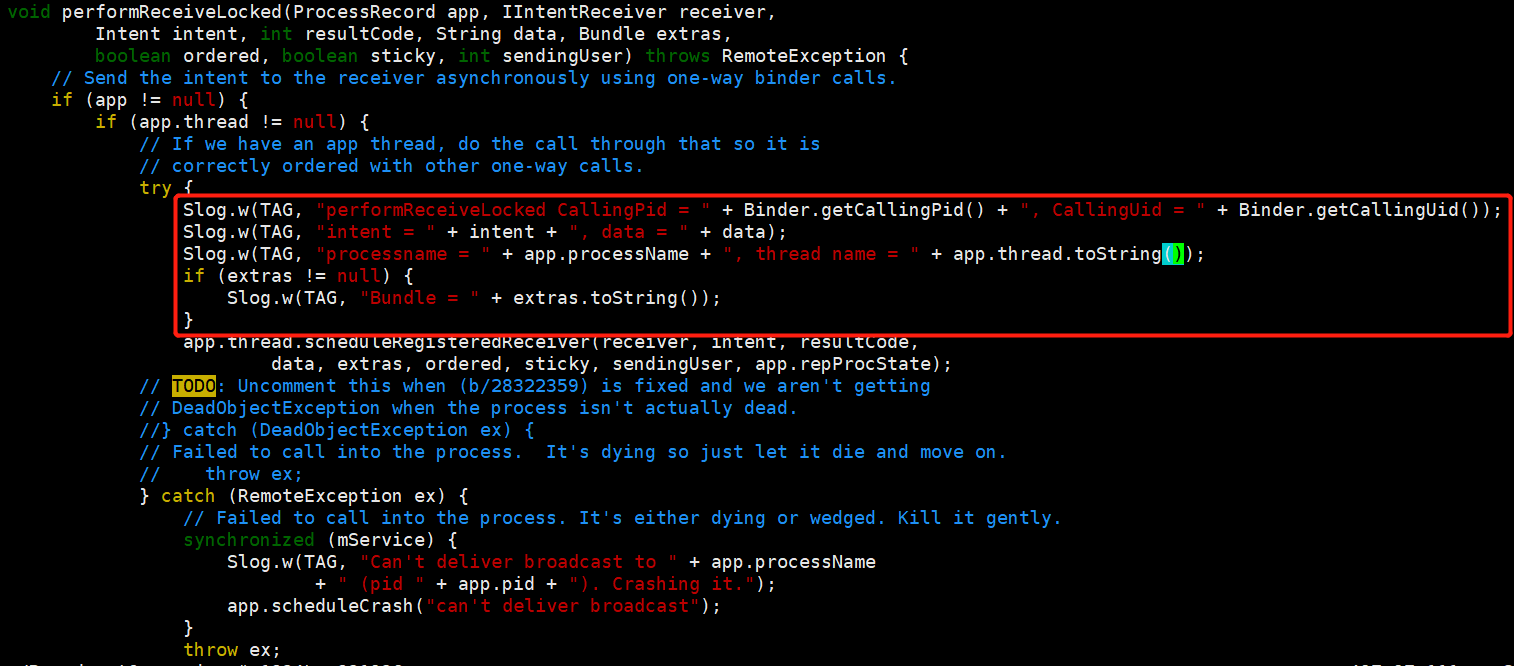 void performReceiveLocked(ProcessRecord app, IIntentReceiver receiver,
        Intent intent, int resultCode, String data, Bundle extras,
        boolean ordered, boolean sticky, int sendingUser) throws RemoteException {
    // Send the intent to the receiver asynchronously using one-way binder calls.
    if (app != null) {
        if (app.thread != null) {
            // If we have an app thread, do the call through that so it is
            // correctly ordered with other one-way calls.
            try {
                Slog.w(TAG, "performReceiveLocked CallingPid = " + Binder.getCallingPid() + ", CallingUid = " + Binder.getCallingUid());
                Slog.w(TAG, "intent = " + intent + ", data = " + data);
                Slog.w(TAG, "processname = " + app.processName + ", thread name = " + app.thread.toString());
                if (extras != null) {
                    Slog.w(TAG, "Bundle = " + extras.toString());
                }
                app.thread.scheduleRegisteredReceiver(receiver, intent, resultCode,
                        data, extras, ordered, sticky, sendingUser, app.repProcState);
            // TODO: Uncomment this when (b/28322359) is fixed and we aren't getting
            // DeadObjectException when the process isn't actually dead.
            //} catch (DeadObjectException ex) {
            // Failed to call into the process.  It's dying so just let it die and move on.
            //    throw ex;
            } catch (RemoteException ex) {
                // Failed to call into the process. It's either dying or wedged. Kill it gently.
                synchronized (mService) {
                    Slog.w(TAG, "Can't deliver broadcast to " + app.processName
                            + " (pid " + app.pid + "). Crashing it.");
                    app.scheduleCrash("can't deliver broadcast");
                }
                throw ex;